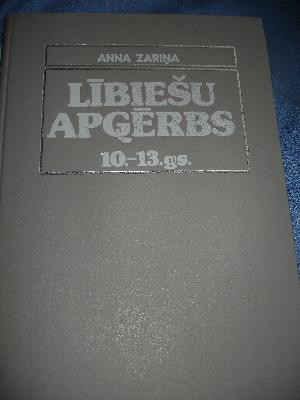 ANNA ZARIŅA
LĪBIEŠU
APĢĒRBS
10.-13.gs.